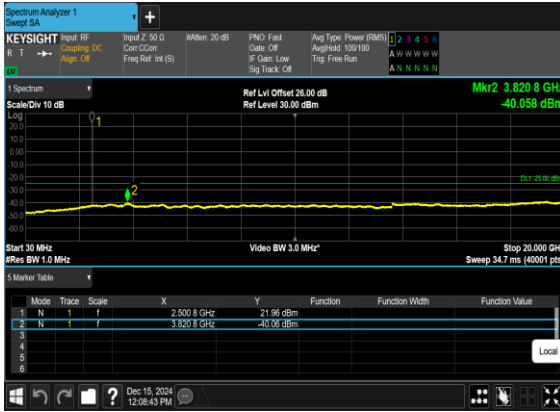 Spectrum Analyzer 1
Swept SA
KEYSIGHT Input: RF Input Z: 50 Ω #Atten: 20 dB PNO: Fast Avg Type: Power (RMS) 1 2 3 4 5 6
R T Coupling: DC Corr CCorr Gate: Off Avg|Hold: 100/100 A W W W W W
Align: Off Freq Ref: Int (S) IF Gain: Low Trig: Free Run
Sig Track: Off A N N N N N
1 Spectrum Ref Lvl Offset 26.00 dB Mkr2 3.820 8 GHz
Scale/Div 10 dB Ref Level 30.00 dBm -40.058 dBm
Log
20.0
10.0
0.00
-10.0
-20.0
-30.0
-40.0
-50.0
-60.0
1
2
DL1 -25.00 dBm
Start 30 MHz Video BW 3.0 MHz* Stop 20.000 GH
#Res BW 1.0 MHz Sweep 34.7 ms (40001 pts
5 Marker Table
Mode Trace Scale X Y Function Function Width Function Value
1 N 1 f 2.500 8 GHz 21.96 dBm
2 N 1 f 3.820 8 GHz -40.06 dBm
3
4
5
6
Local
Dec 15, 2024
12:08:43 PM